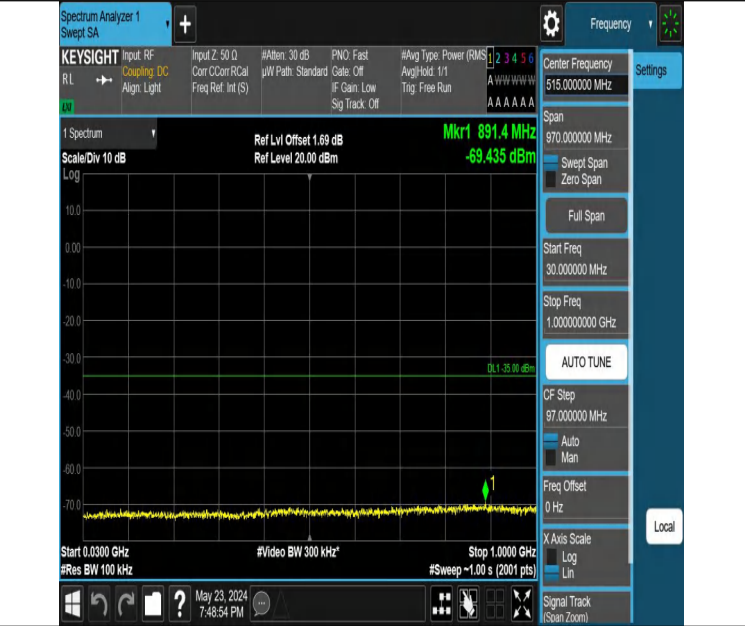 Spectrum Analyzer 1
Swept SA
+
Frequency
KEYSIGHT
RL
LXI
Input: RF
Coupling: DC
Align: Light
Input Z: 50 Ω
Corr CCorr RCal
Freq Ref: Int (S)
#Atten: 30 dB
µW Path: Standard
PNO: Fast
Gate: Off
IF Gain: Low
Sig Track: Off
#Avg Type: Power (RMS
Avg|Hold: 1/1
Trig: Free Run
1 2 3 4 5 6
A W W W W W
A A A A A A
Center Frequency
515.000000 MHz
Settings
Span
970.000000 MHz
Swept Span
Zero Span
Full Span
Start Freq
30.000000 MHz
Stop Freq
1.000000000 GHz
AUTO TUNE
CF Step
97.000000 MHz
Auto
Man
Freq Offset
0 Hz
X Axis Scale
Log
Lin
Local
Signal Track
(Span Zoom)
1 Spectrum
Scale/Div 10 dB
Log
Ref Lvl Offset 1.69 dB
Ref Level 20.00 dBm
Mkr1 891.4 MHz
-69.435 dBm
10.0
0.00
-10.0
-20.0
-30.0
DL1 -35.00 dBm
-40.0
-50.0
-60.0
1
-70.0
Start 0.0300 GHz
#Res BW 100 kHz
#Video BW 300 kHz*
Stop 1.0000 GHz
#Sweep ~1.00 s (2001 pts)
?
May 23, 2024
7:48:54 PM